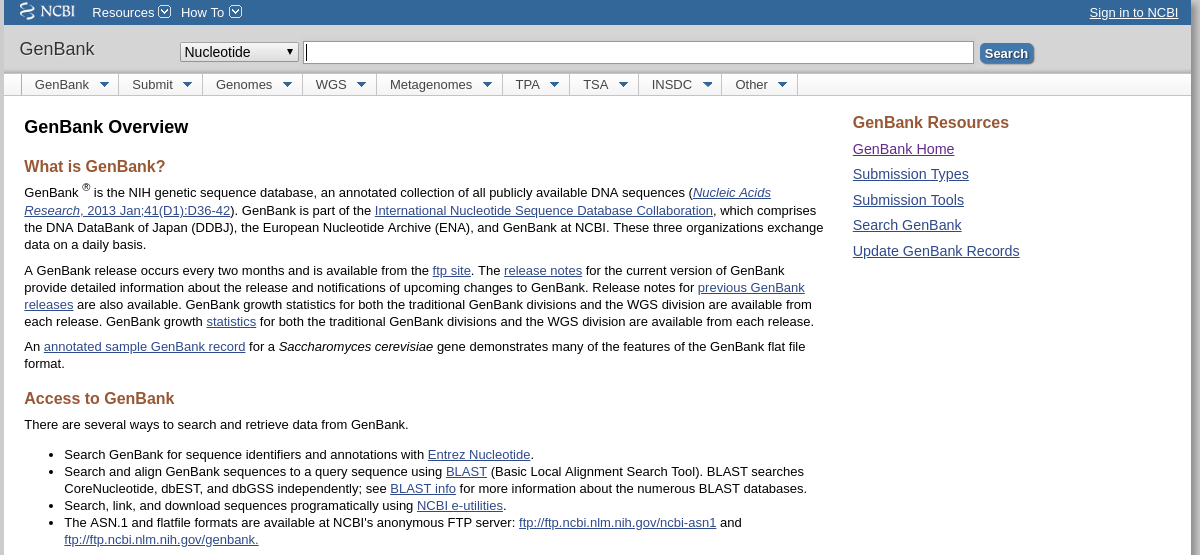 NCBI Resources How To Sign in to NCBI
GenBank Nucleotide Search
GenBank Submit Genomes WGS Metagenomes TPA TSA INSDC Other
GenBank Overview
What is GenBank?
GenBank ® is the NIH genetic sequence database, an annotated collection of all publicly available DNA sequences (Nucleic Acids
Research, 2013 Jan;41(D1):D36-42). GenBank is part of the International Nucleotide Sequence Database Collaboration, which comprises
the DNA DataBank of Japan (DDBJ), the European Nucleotide Archive (ENA), and GenBank at NCBI. These three organizations exchange
data on a daily basis.
A GenBank release occurs every two months and is available from the ftp site. The release notes for the current version of GenBank
provide detailed information about the release and notifications of upcoming changes to GenBank. Release notes for previous GenBank
releases are also available. GenBank growth statistics for both the traditional GenBank divisions and the WGS division are available from
each release. GenBank growth statistics for both the traditional GenBank divisions and the WGS division are available from each release.
An annotated sample GenBank record for a Saccharomyces cerevisiae gene demonstrates many of the features of the GenBank flat file
format.
Access to GenBank
There are several ways to search and retrieve data from GenBank.
• Search GenBank for sequence identifiers and annotations with Entrez Nucleotide.
• Search and align GenBank sequences to a query sequence using BLAST (Basic Local Alignment Search Tool). BLAST searches
CoreNucleotide, dbEST, and dbGSS independently; see BLAST info for more information about the numerous BLAST databases.
• Search, link, and download sequences programatically using NCBI e-utilities.
• The ASN.1 and flatfile formats are available at NCBI's anonymous FTP server: ftp://ftp.ncbi.nlm.nih.gov/ncbi-asn1 and
ftp://ftp.ncbi.nlm.nih.gov/genbank.
GenBank Resources
GenBank Home
Submission Types
Submission Tools
Search GenBank
Update GenBank Records